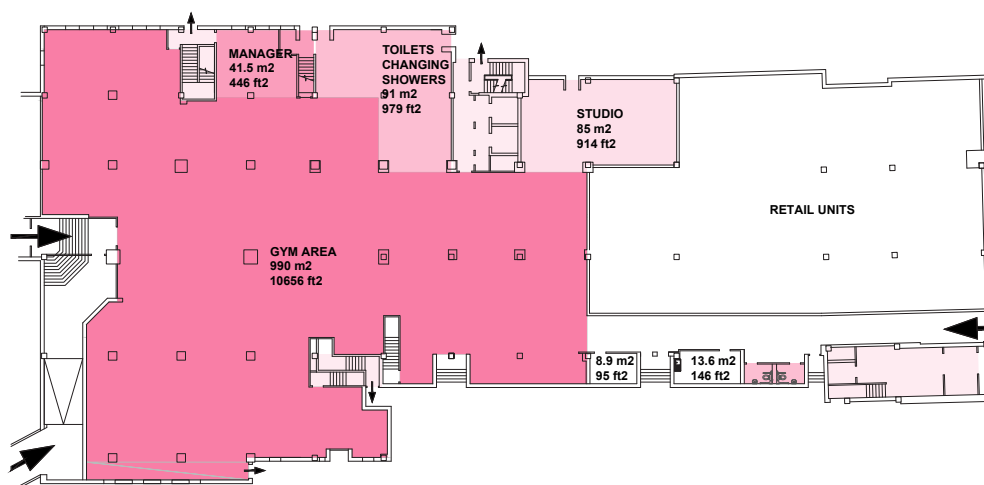 MANAGER
41.5 m2
446 ft2
TOILETS
CHANGING
SHOWERS
91 m2
979 ft2
STUDIO
85 m2
914 ft2
RETAIL UNITS
GYM AREA
990 m2
10656 ft2
8.9 m2
95 ft2
13.6 m2
146 ft2